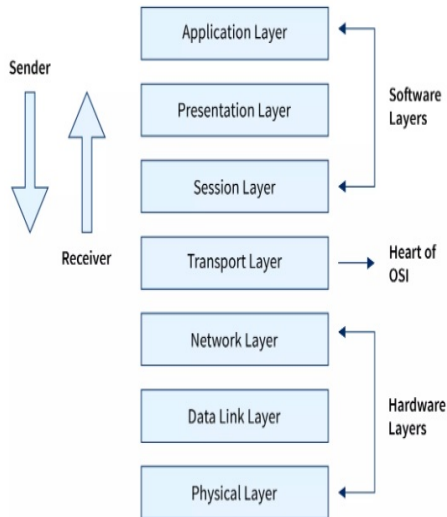 Application Layer
Sender
Presentation Layer
Software
Layers
Session Layer
Receiver
Transport Layer
Heart of
OSI
Network Layer
Data Link Layer
Hardware
Layers
Physical Layer